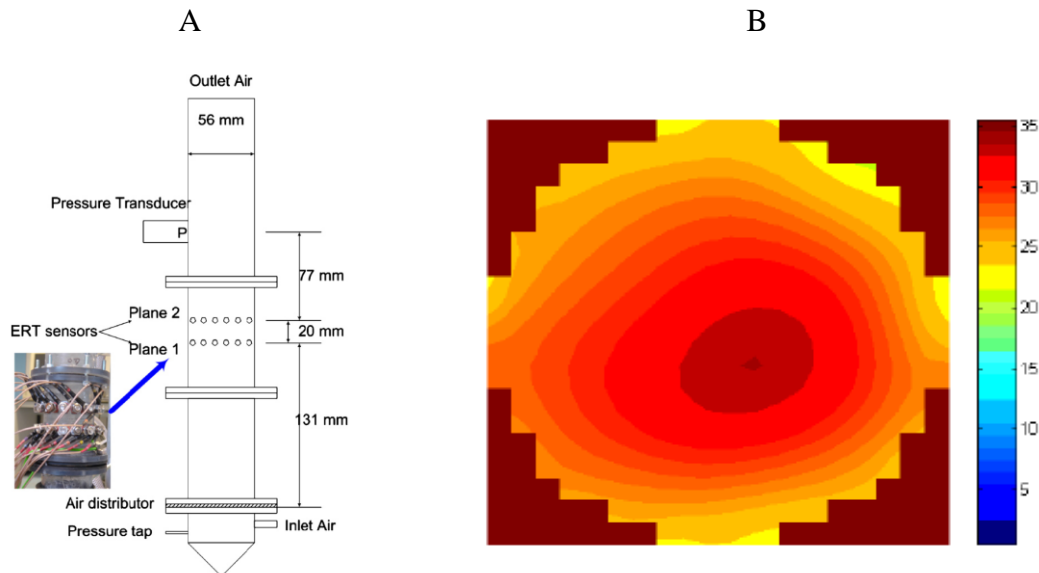 A
B
Outlet Air
56 mm
Pressure Transducer
P
77 mm
Plane 2
ERT sensors
20 mm
Plane 1
131 mm
Air distributor
Inlet Air
Pressure tap
35
30
25
20
15
10
5